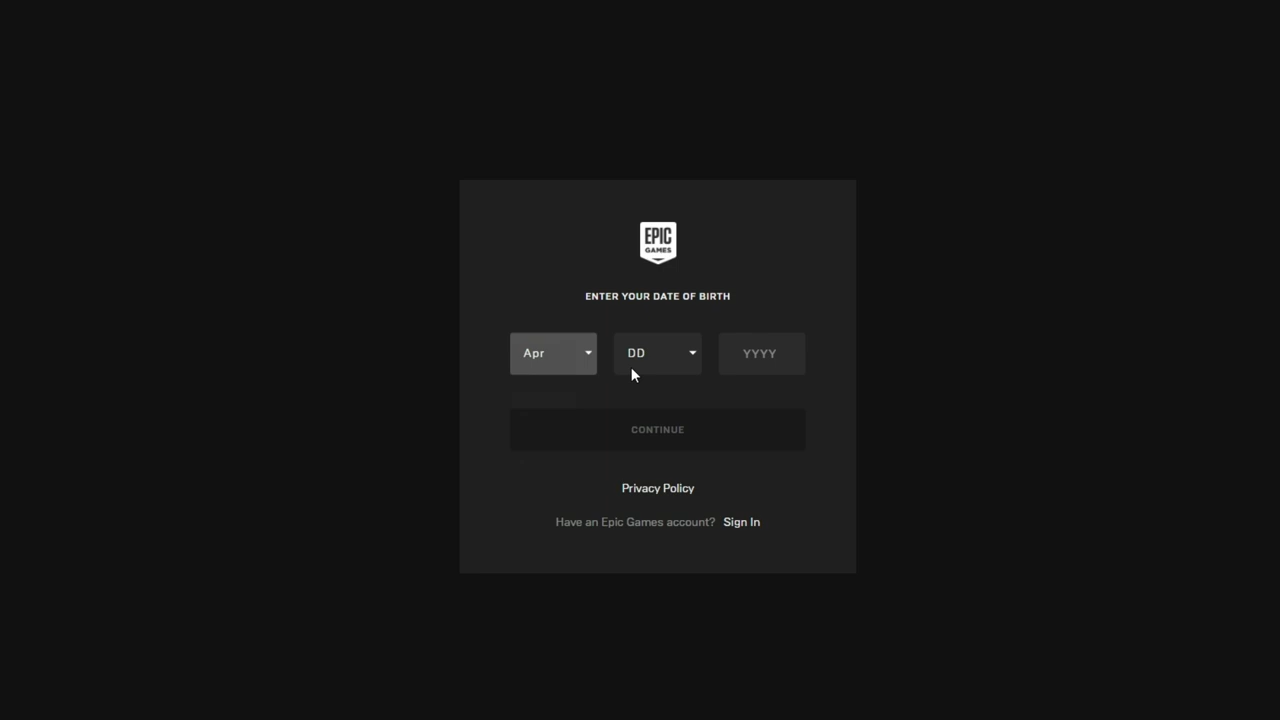 EPIC
GAMES
ENTER YOUR DATE OF BIRTH
Apr DD YYYY
CONTINUE
Privacy Policy
Have an Epic Games account? Sign In